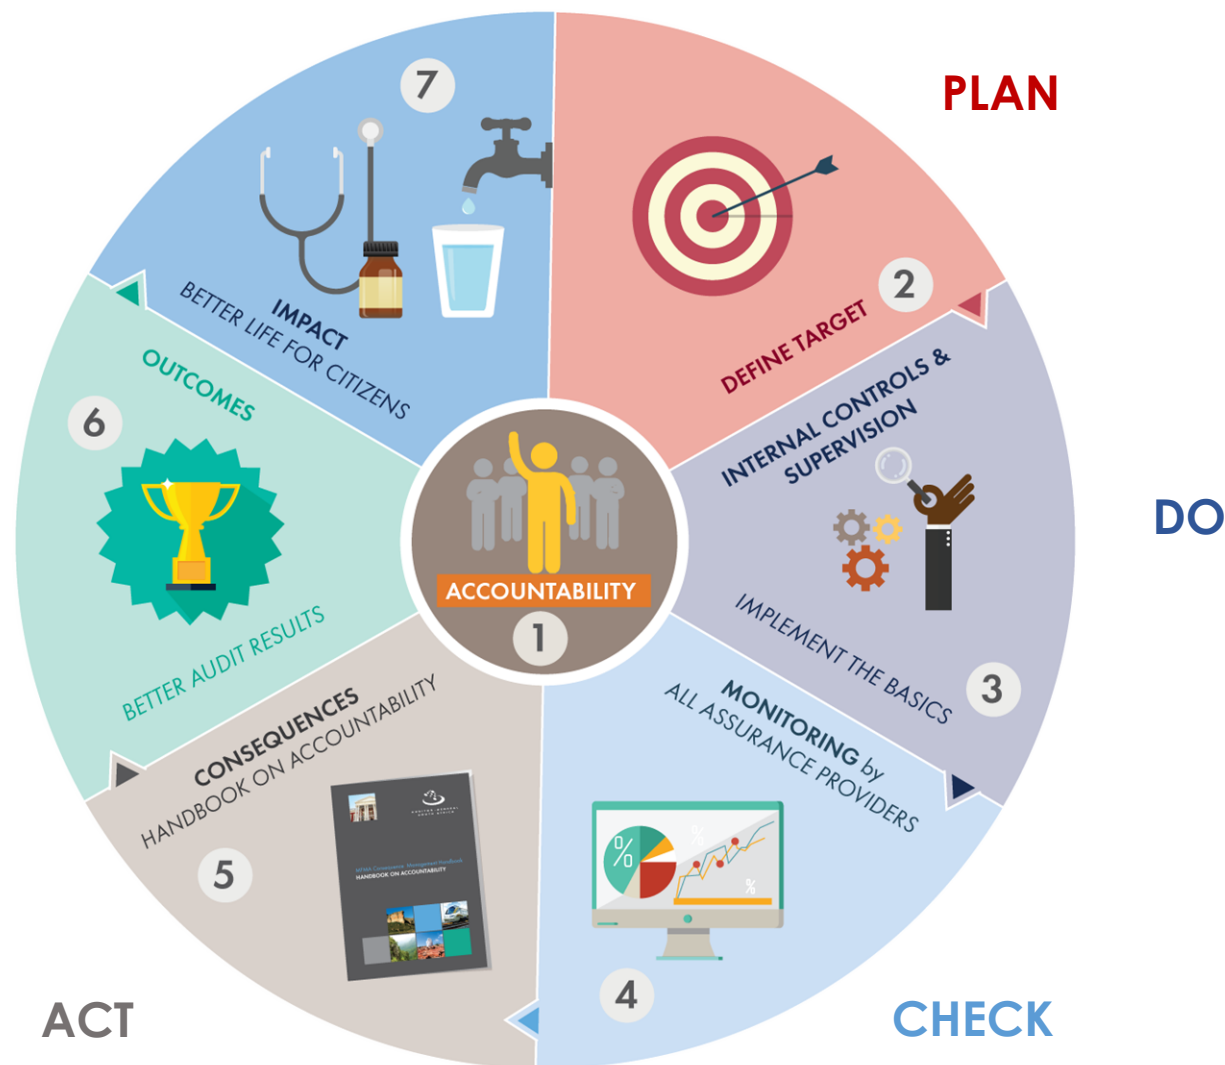 PLAN
7
2
DEFINE TARGET
IMPACT
BETTER LIFE FOR CITIZENS
INTERNAL CONTROLS &
SUPERVISION
IMPLEMENT THE BASICS
3
DO
OUTCOMES
6
BETTER AUDIT RESULTS
ACCOUNTABILITY
1
MONITORING by
ALL ASSURANCE PROVIDERS
%
%
%
4
CHECK
CONSEQUENCES
HANDBOOK ON ACCOUNTABILITY
5
HANDBOOK ON ACCOUNTABILITY
ACT